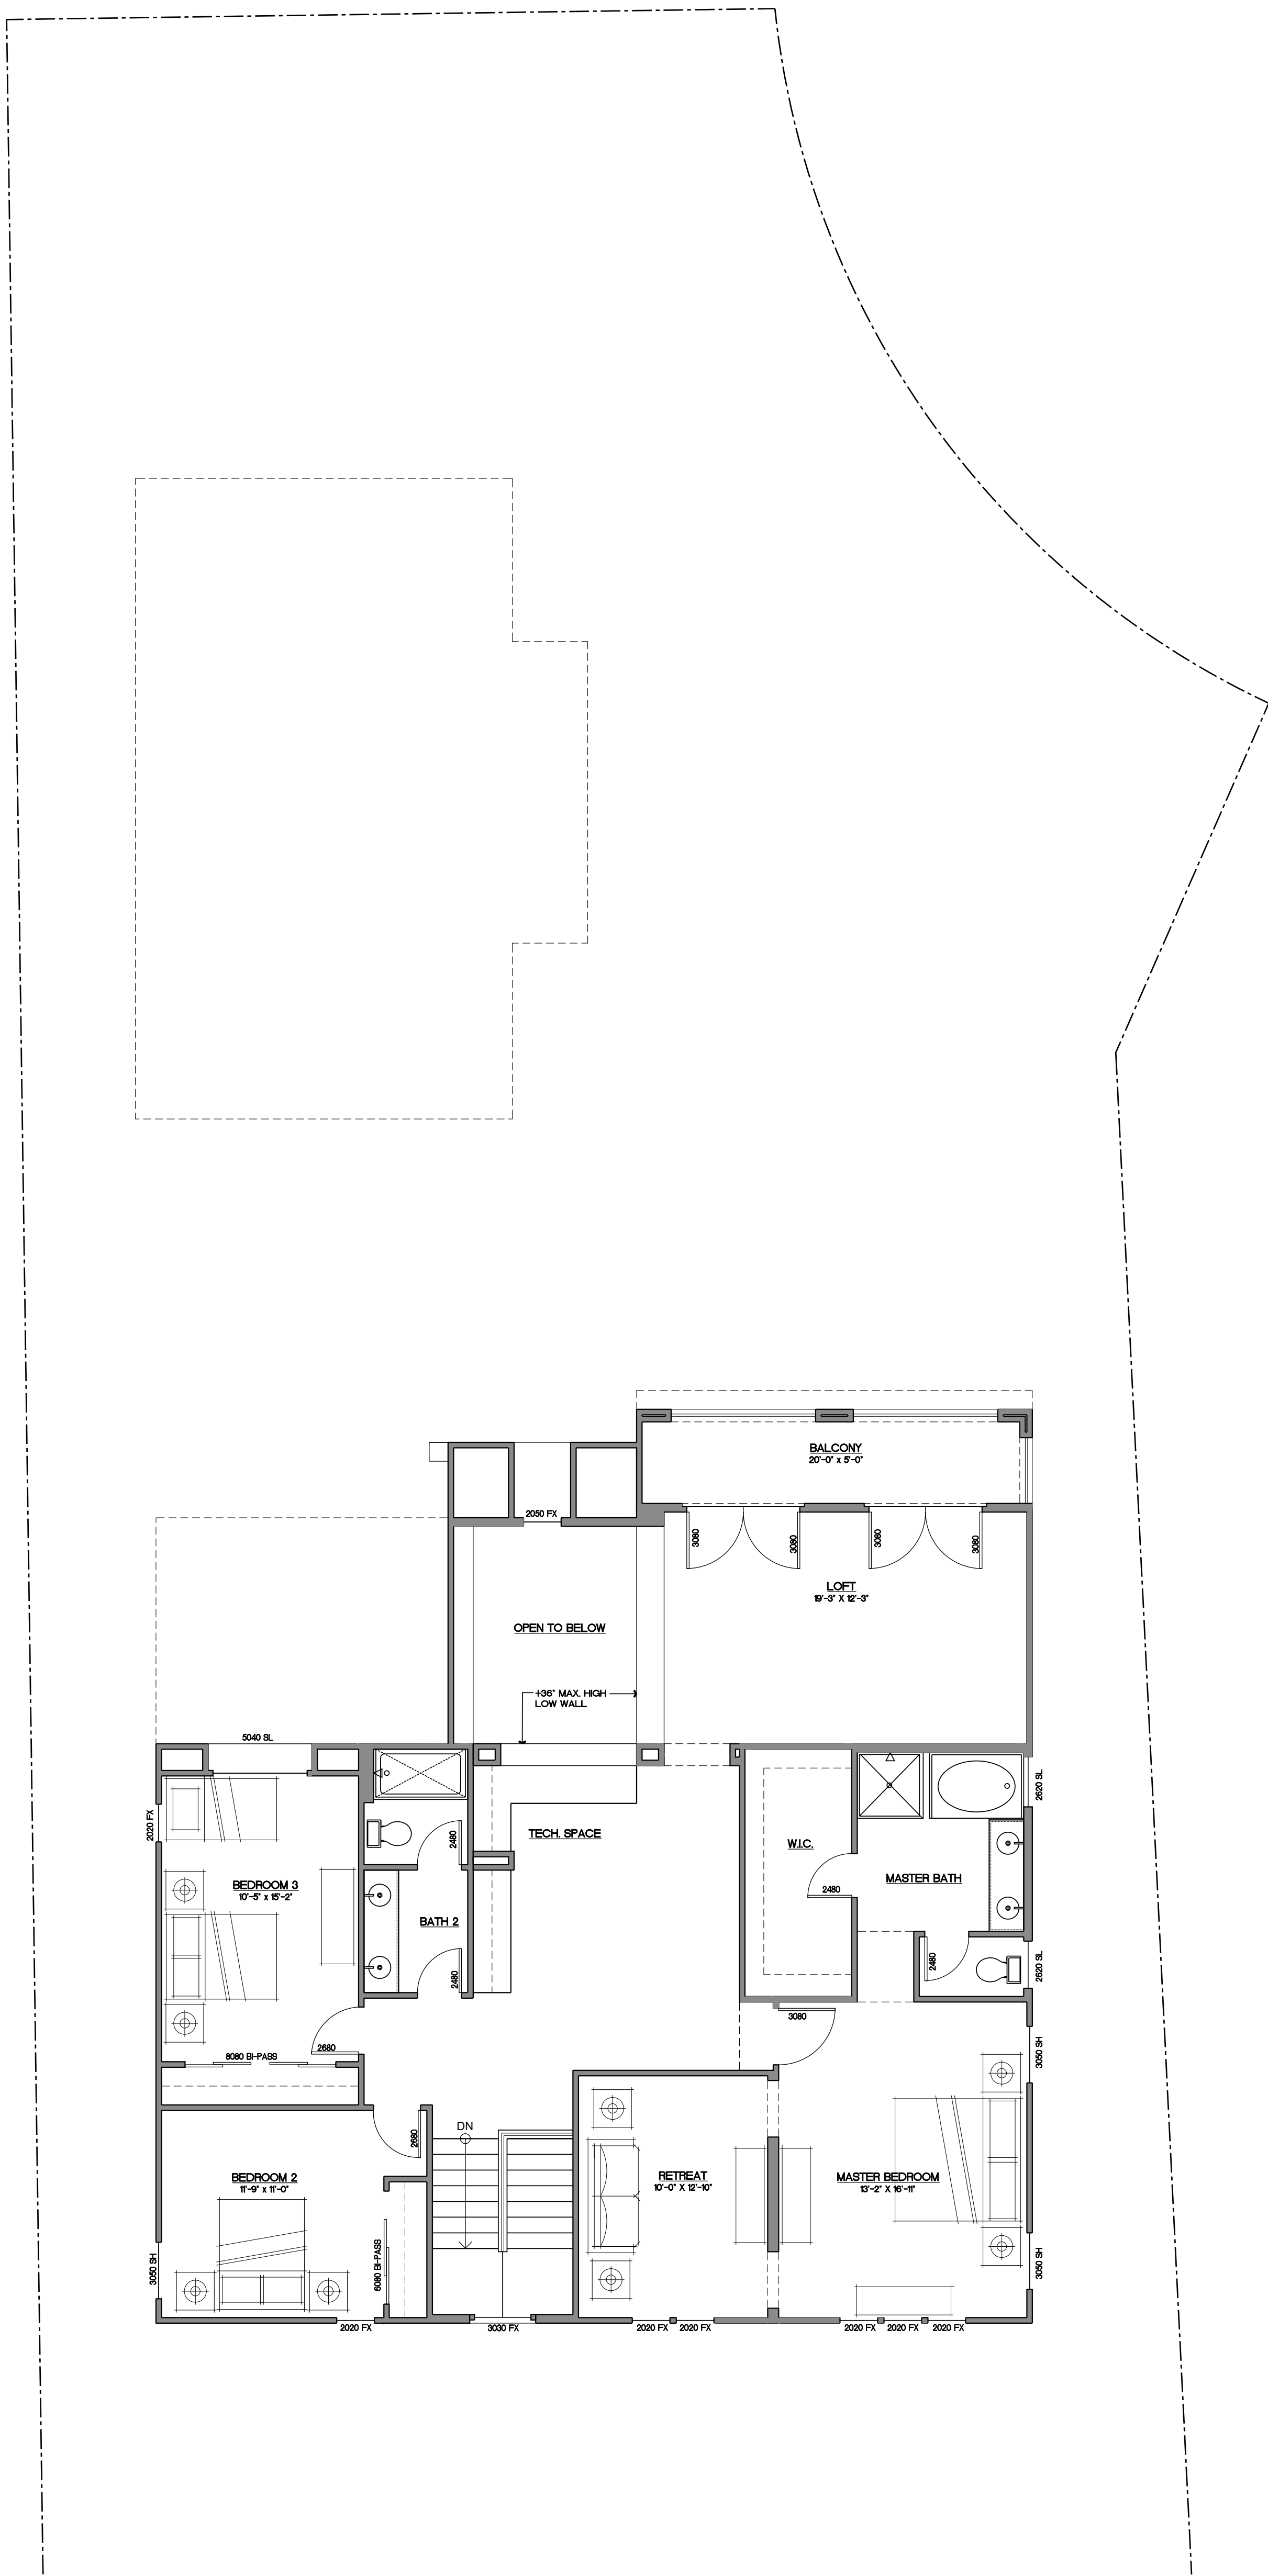 BALCONY
20'-0" x 5'-0"
2050 FX
3080
3080
3080
3080
LOFT
19'-3" X 12'-3"
OPEN TO BELOW
+36" MAX. HIGH
LOW WALL
5040 SL
2620 SL
2020 FX
TECH. SPACE
2480
W.I.C.
MASTER BATH
BEDROOM 3
10'-5" x 15'-2"
2480
BATH 2
2480
2480
2620 SL
3080
2680
8080 BI-PASS
3050 SH
DN
2680
BEDROOM 2
11'-9" x 11'-0"
RETREAT
10'-0" X 12'-10"
MASTER BEDROOM
13'-2" X 16'-11"
6080 BI-PASS
3050 SH
3050 SH
2020 FX
3030 FX
2020 FX
2020 FX
2020 FX
2020 FX
2020 FX